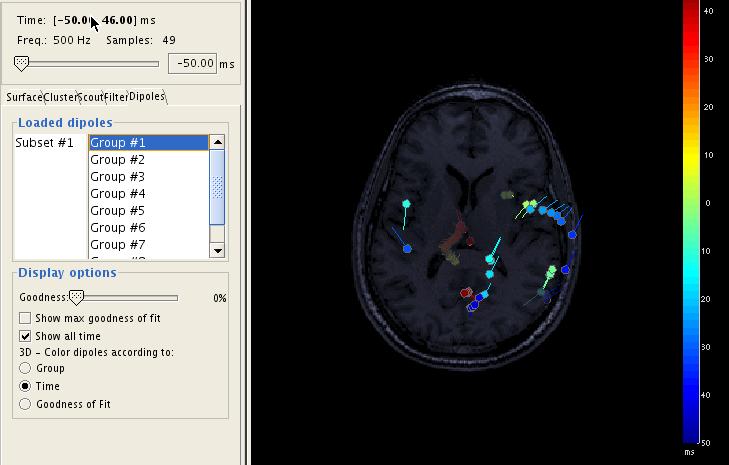 Time: [-50.00, 46.00] ms
Freq.: 500 Hz Samples: 49
-50.00 ms
Surface Cluster Scout Filter Dipoles
Loaded dipoles
Subset #1
Group #1
Group #2
Group #3
Group #4
Group #5
Group #6
Group #7
Display options
Goodness: 0%
Show max goodness of fit
Show all time
3D - Color dipoles according to:
Group
Time
Goodness of Fit
40
30
20
10
0
10
20
30
40
50
ms